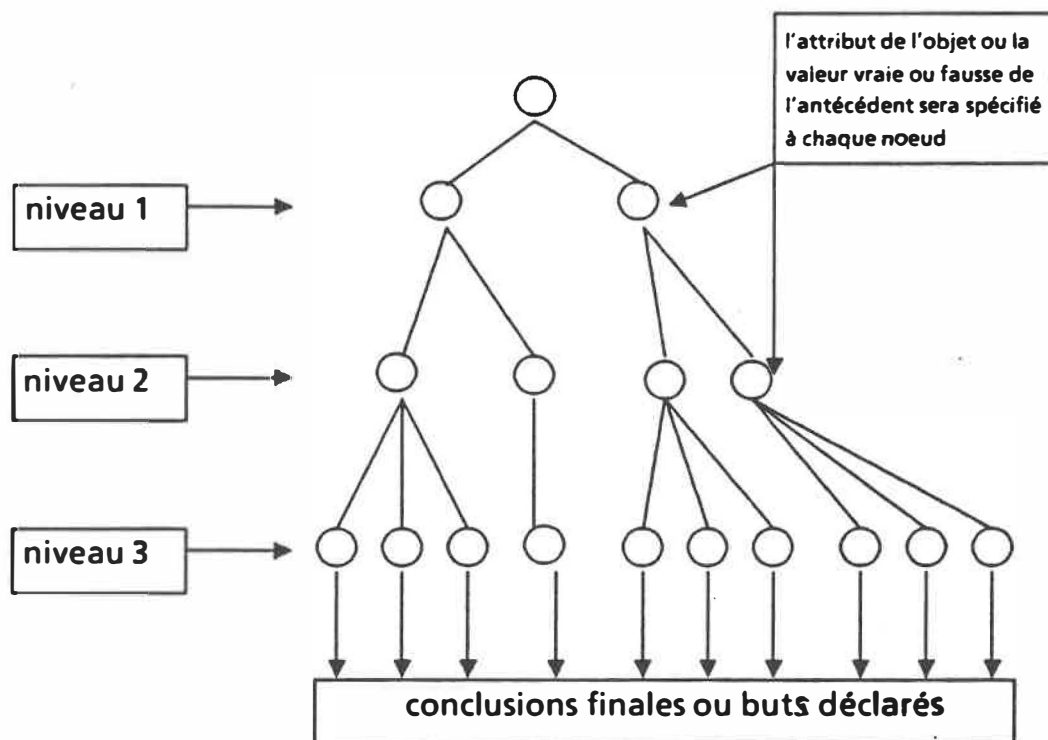 l'attribut de l'objet ou la
valeur vraie ou fausse de
l'antécédent sera spécifié
à chaque noeud
niveau 1
niveau 2
niveau 3
conclusions finales ou buts déclarés